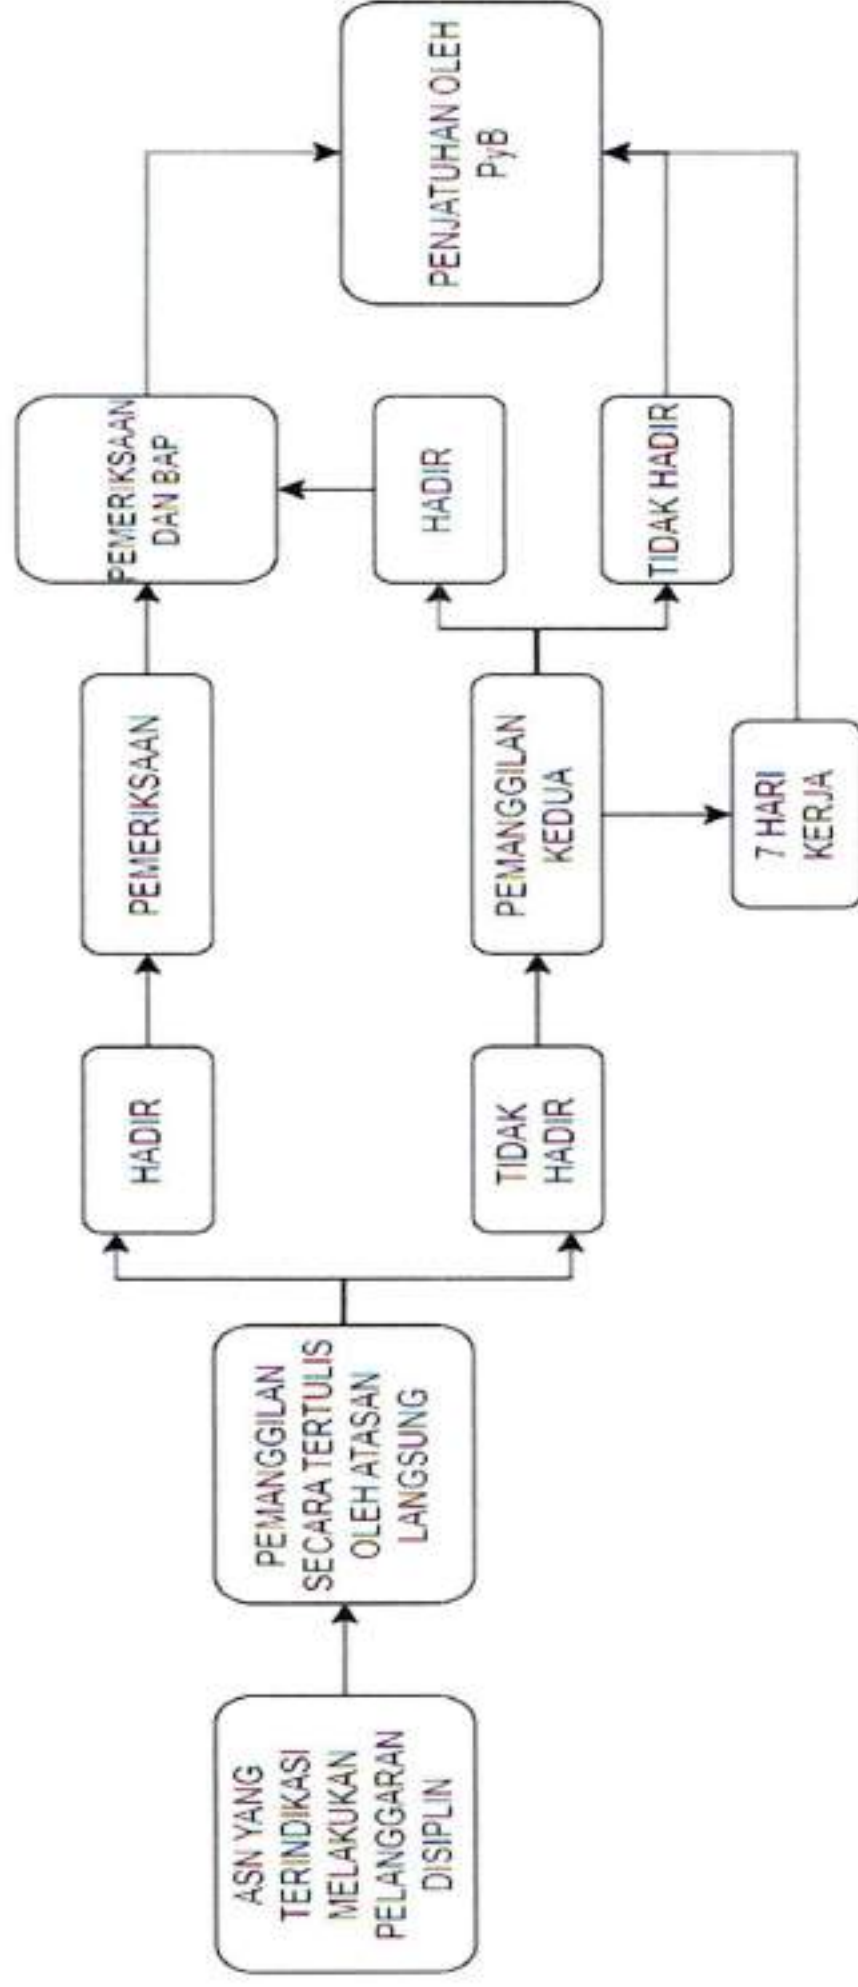 ASN YANG
TERINDIKASI
MELAKUKAN
PELANGGARAN
DISIPLIN
PEMANGGILAN
SECARA TERTULIS
OLEH ATASAN
LANGSUNG
HADIR
TIDAK
HADIR
PEMERIKSAAN
PEMANGGILAN
KEDUA
7 HARI
KERJA
PEMERIKSAAN
DAN BAP
HADIR
TIDAK HADIR
PENJATUHAN OLEH
PyB